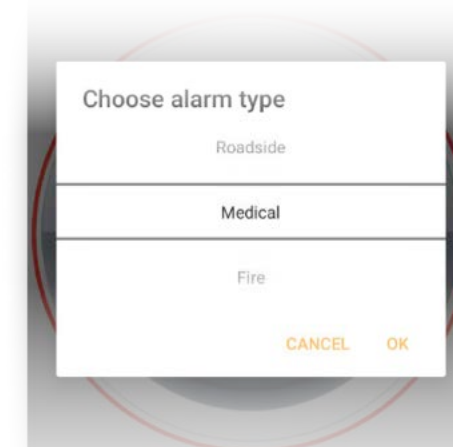 Choose alarm type
Roadside
Medical
Fire
CANCEL OK